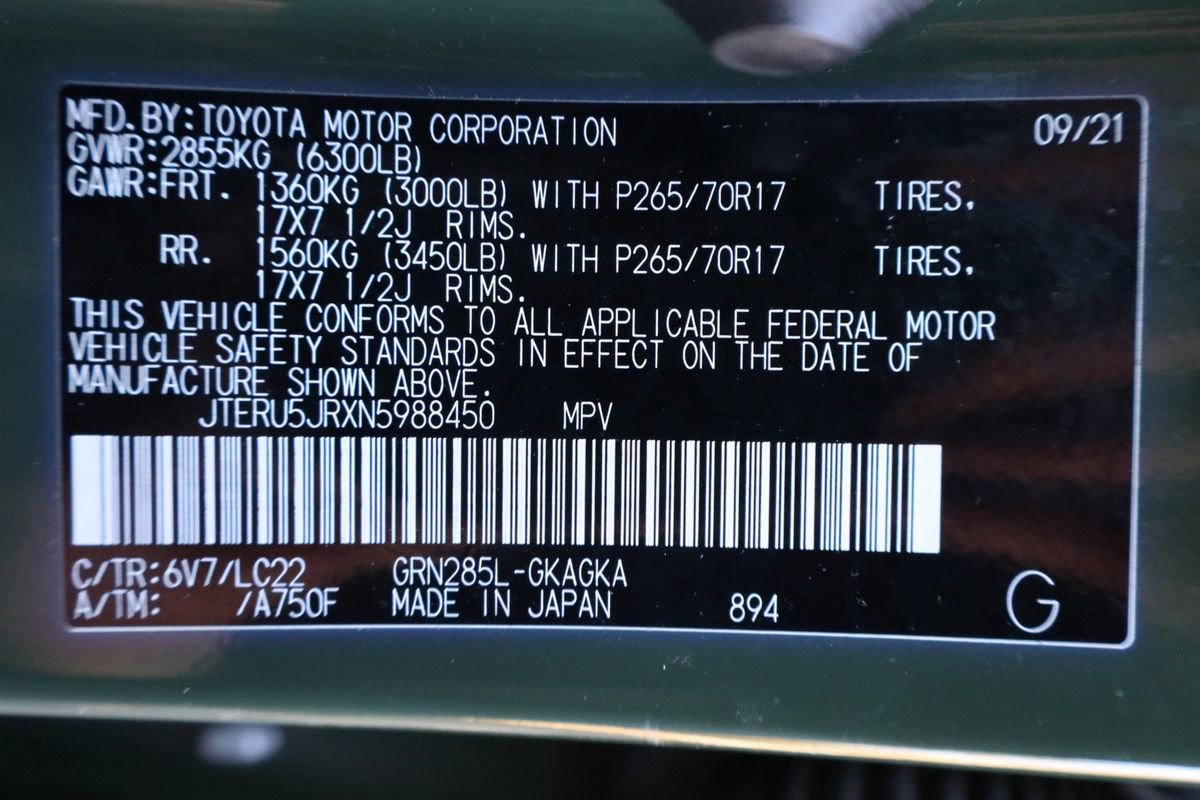 MFD.BY:TOYOTA MOTOR CORPORATION 09/21
GVWR:2855KG (6300LB)
GAWR:FRT. 1360KG (3000LB) WITH P265/70R17 TIRES.
17X7 1/2J RIMS.
RR. 1560KG (3450LB) WITH P265/70R17 TIRES.
17X7 1/2J RIMS.
THIS VEHICLE CONFORMS TO ALL APPLICABLE FEDERAL MOTOR
VEHICLE SAFETY STANDARDS IN EFFECT ON THE DATE OF
MANUFACTURE SHOWN ABOVE.
JTERU5JRXN5988450 MPV
C/TR:6V7/LC22 GRN285L-GKAGKA
A/TM: /A750F MADE IN JAPAN 894 G